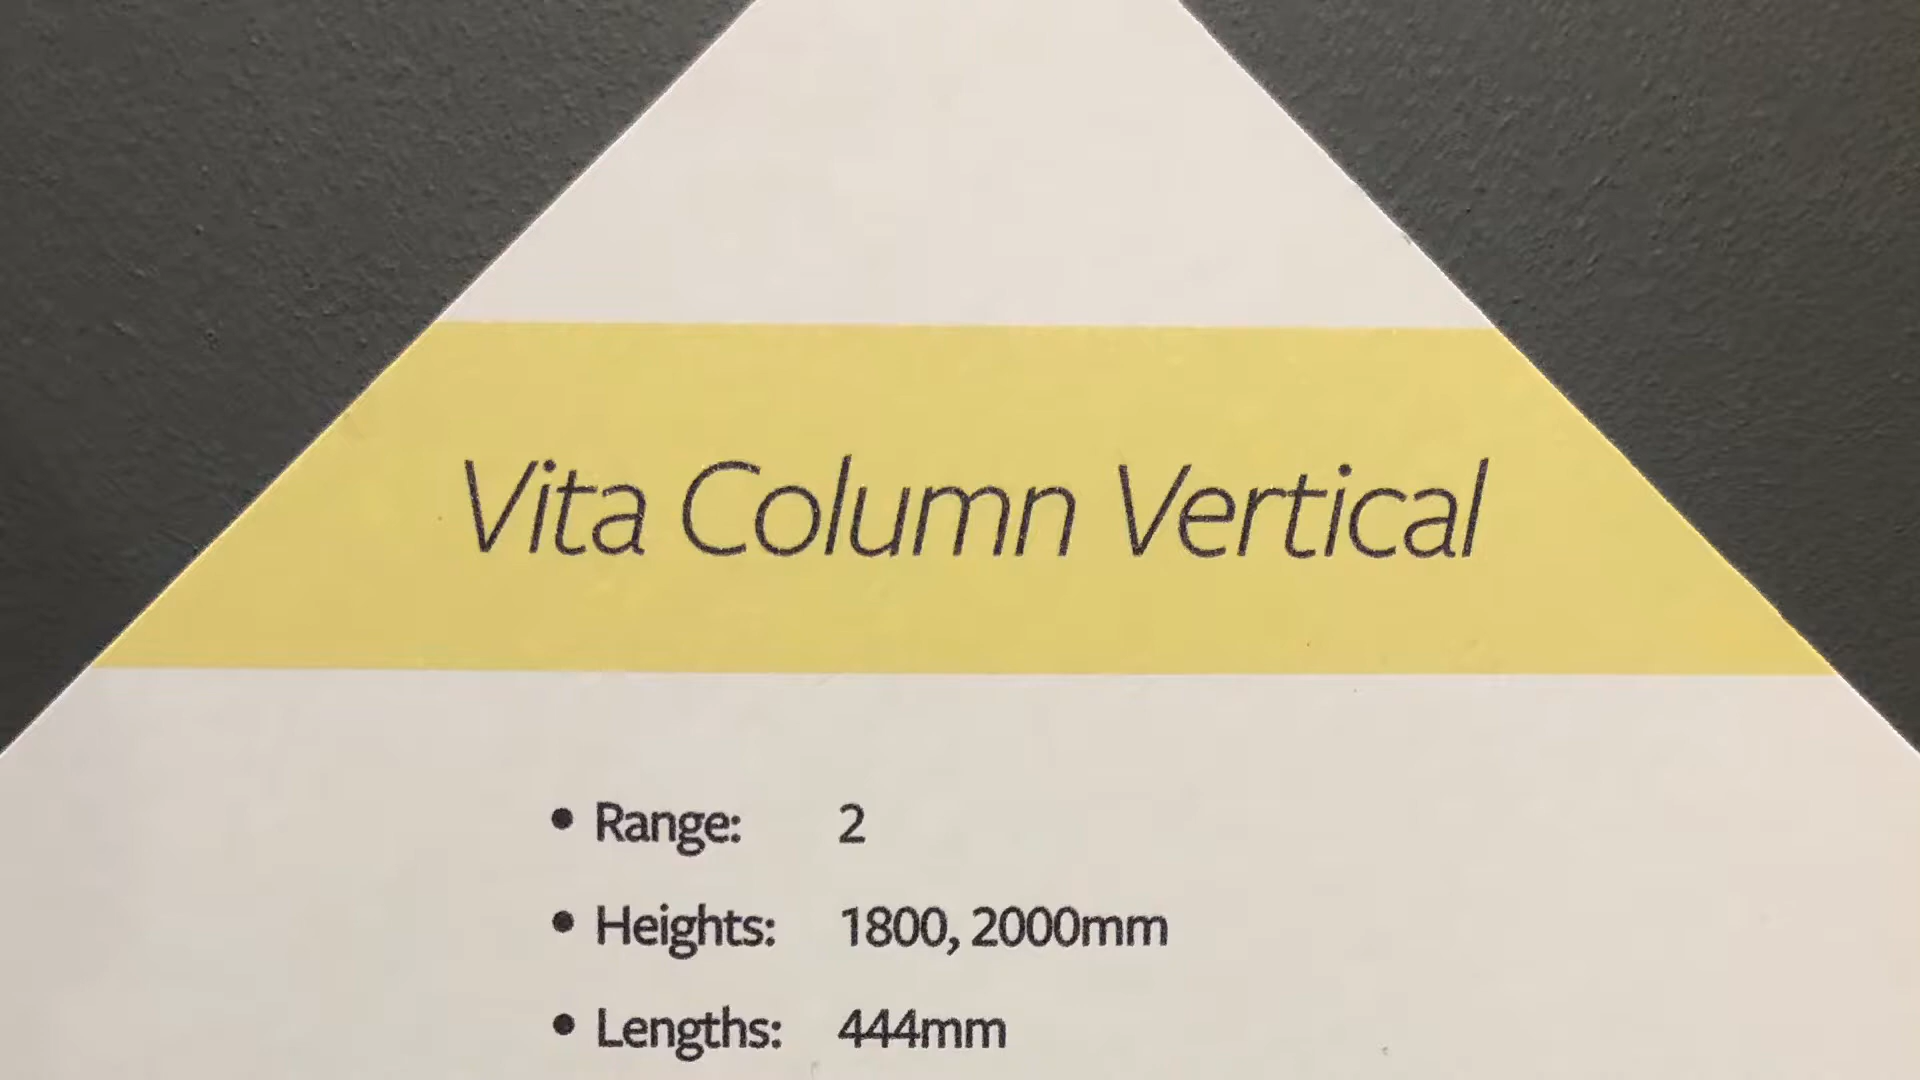 Vita Column Vertical
• Range: 2
• Heights: 1800, 2000mm
• Lengths: 444mm